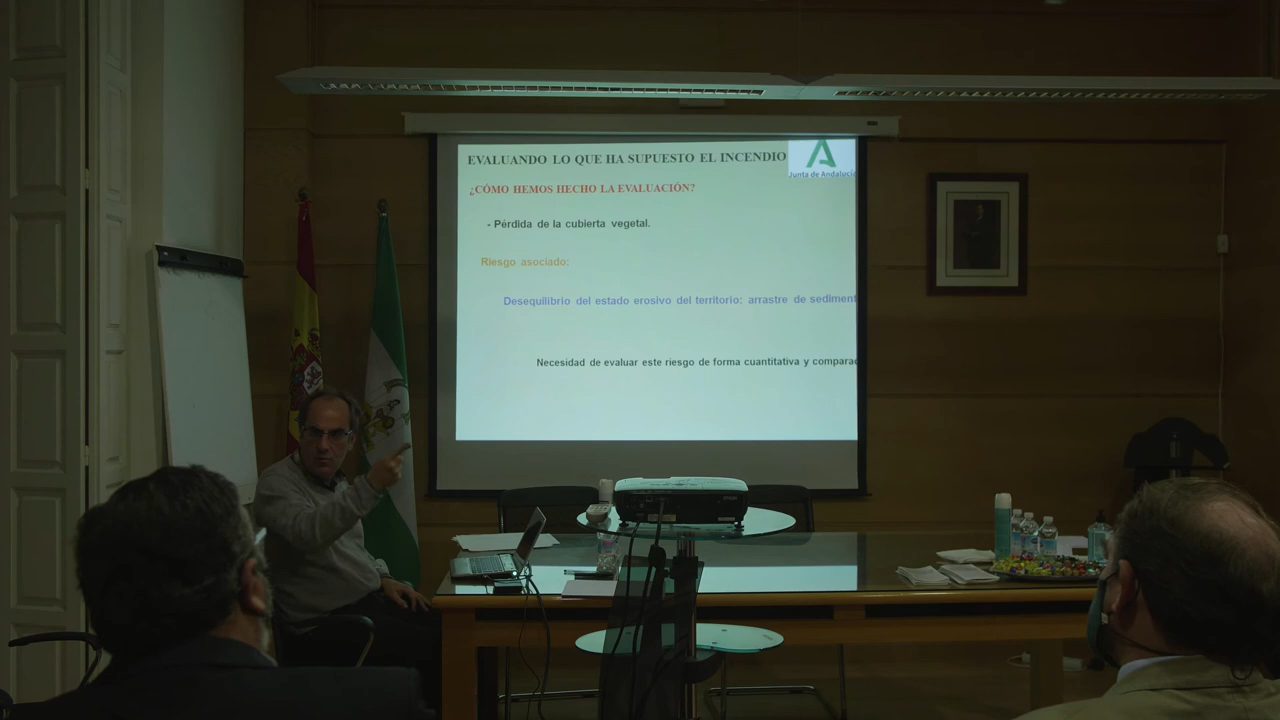 EVALUANDO LO QUE HA SUPUESTO EL INCENDIO
Junta de Andalucía
¿CÓMO HEMOS HECHO LA EVALUACIÓN?
- Pérdida de la cubierta vegetal.
Riesgo asociado:
Desequilibrio del estado erosivo del territorio: arrastre de sediment
Necesidad de evaluar este riesgo de forma cuantitativa y compara